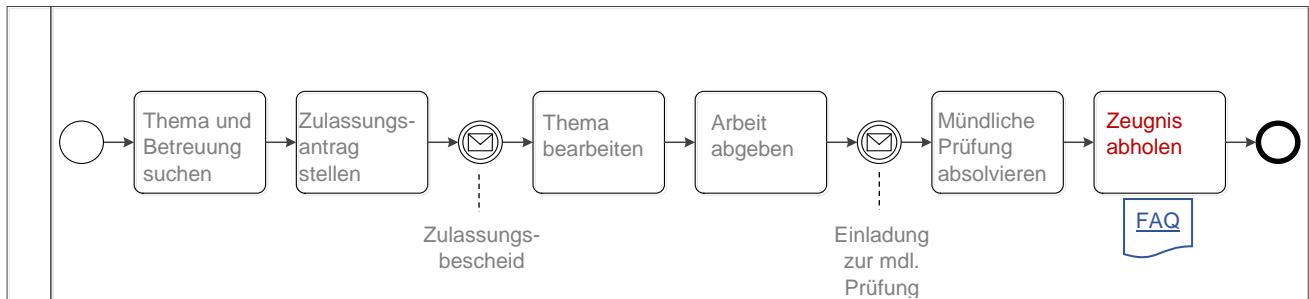 Thema und
Betreuung
suchen
Zulassungs-
antrag
stellen
Zulassungs-
bescheid
Thema
bearbeiten
Arbeit
abgeben
Einladung
zur mdl.
Prüfung
Mündliche
Prüfung
absolvieren
Zeugnis
abholen
FAQ